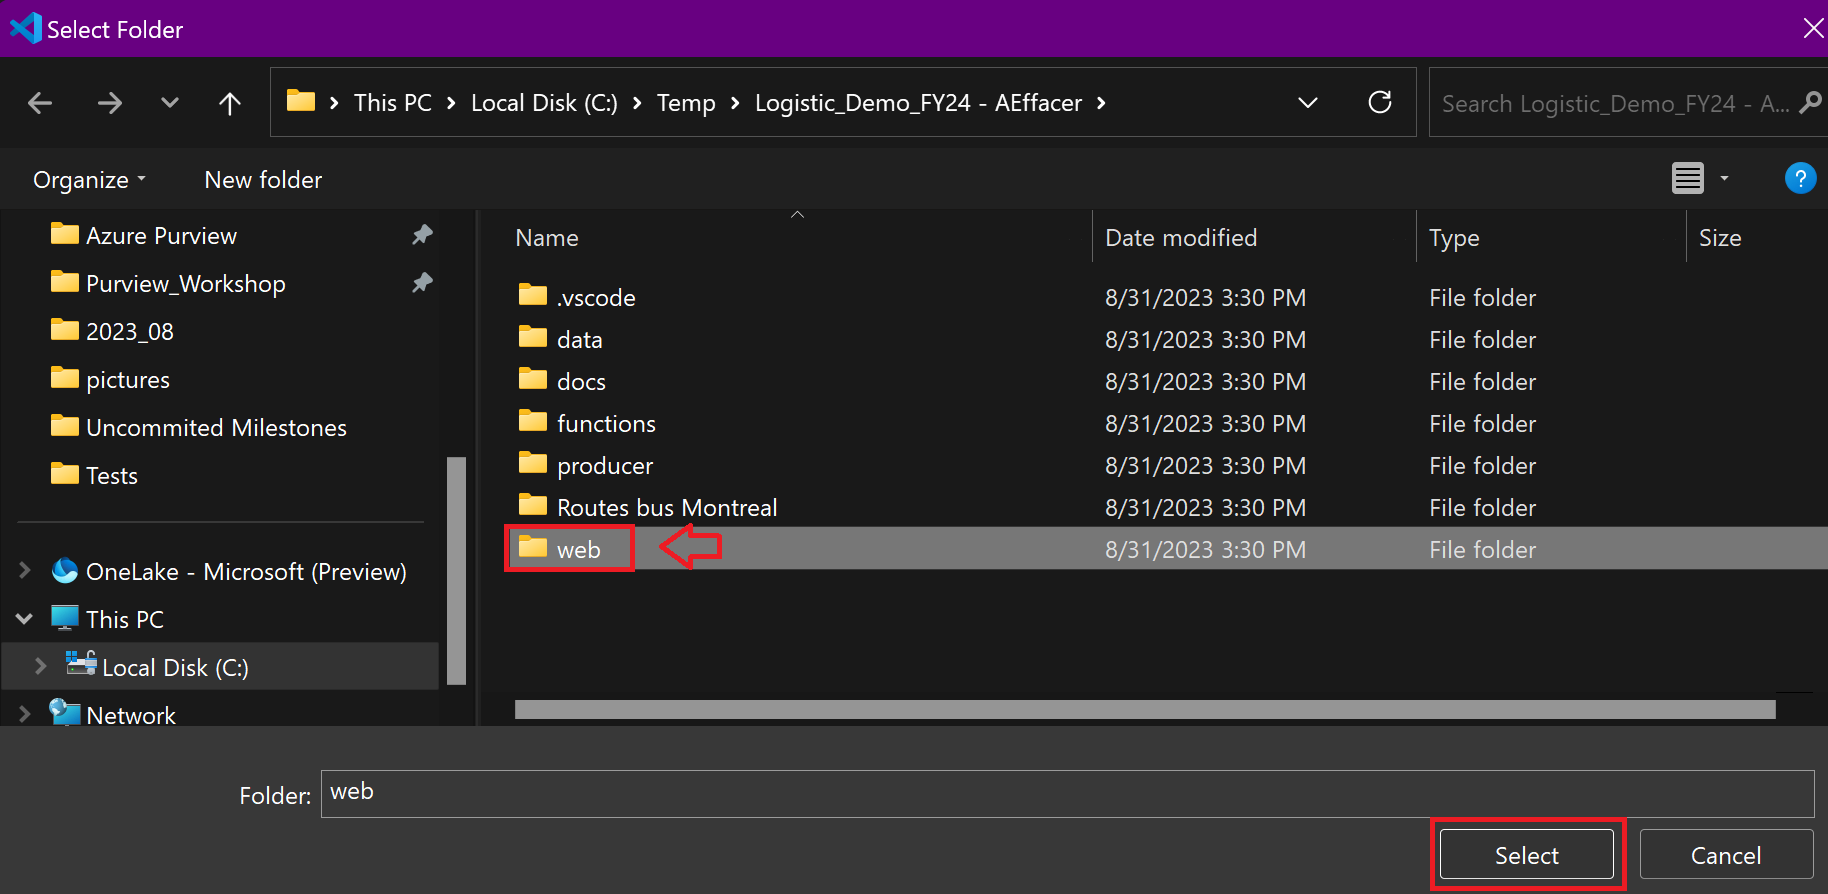 Select Folder
This PC Local Disk (C:) Temp Logistic_Demo_FY24 - AEffacer
Search Logistic_Demo_FY24 - A...
Organize New folder
?
Azure Purview
Purview_Workshop
2023_08
pictures
Uncommited Milestones
Tests
OneLake - Microsoft (Preview)
This PC
Local Disk (C:)
Network
Name Date modified Type Size
.vscode 8/31/2023 3:30 PM File folder
data 8/31/2023 3:30 PM File folder
docs 8/31/2023 3:30 PM File folder
functions 8/31/2023 3:30 PM File folder
producer 8/31/2023 3:30 PM File folder
Routes bus Montreal 8/31/2023 3:30 PM File folder
web 8/31/2023 3:30 PM File folder
Folder: web
Select Cancel